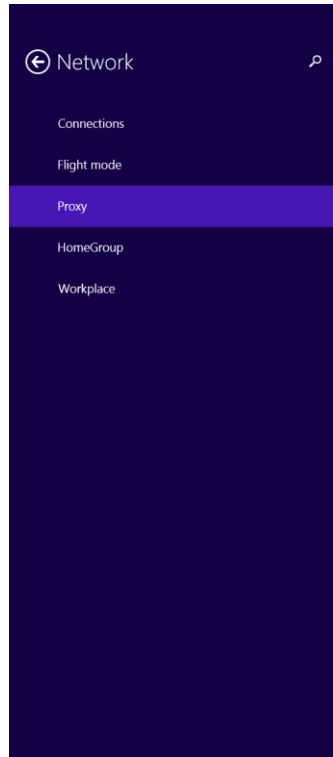 Network
Connections
Flight mode
Proxy
HomeGroup
Workplace